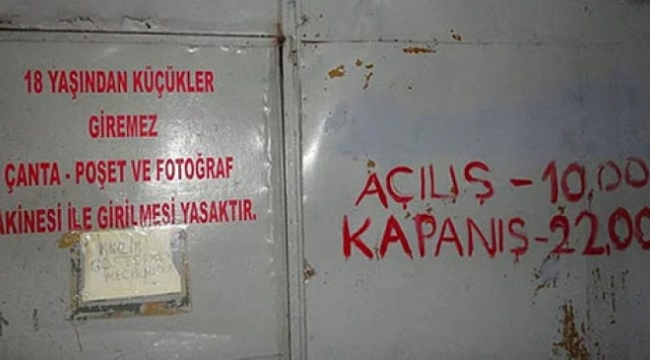 18 YAŞINDAN KÜÇÜKLER
GİREMEZ
ÇANTA - POŞET VE FOTOĞRAF
AKİNESİ İLE GİRİLMESİ YASAKTIR.
AÇILIŞ - 10,00
KAPANIŞ - 22,00